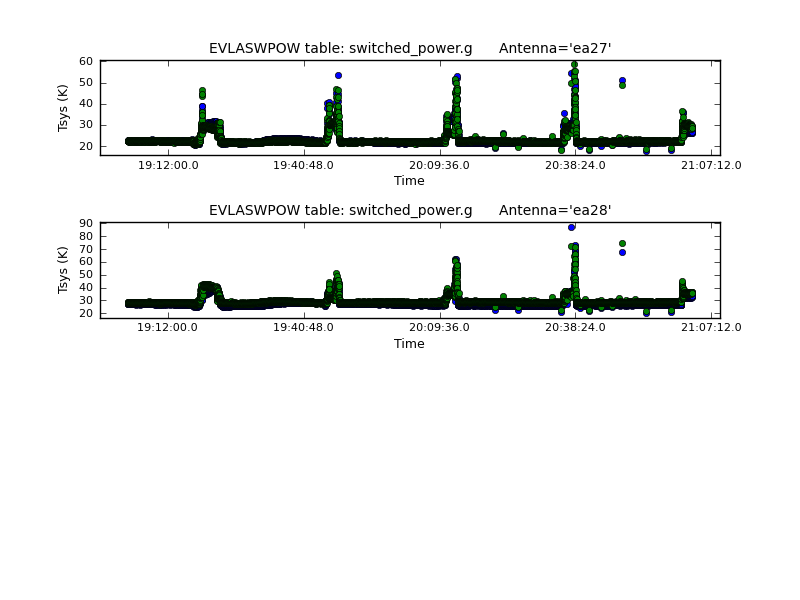 EVLASWPOW table: switched_power.g Antenna='ea27'
60
50
40
30
20
Tsys (K)
19:12:00.0 19:40:48.0 20:09:36.0 20:38:24.0 21:07:12.0
Time
EVLASWPOW table: switched_power.g Antenna='ea28'
90
80
70
60
50
40
30
20
Tsys (K)
19:12:00.0 19:40:48.0 20:09:36.0 20:38:24.0 21:07:12.0
Time